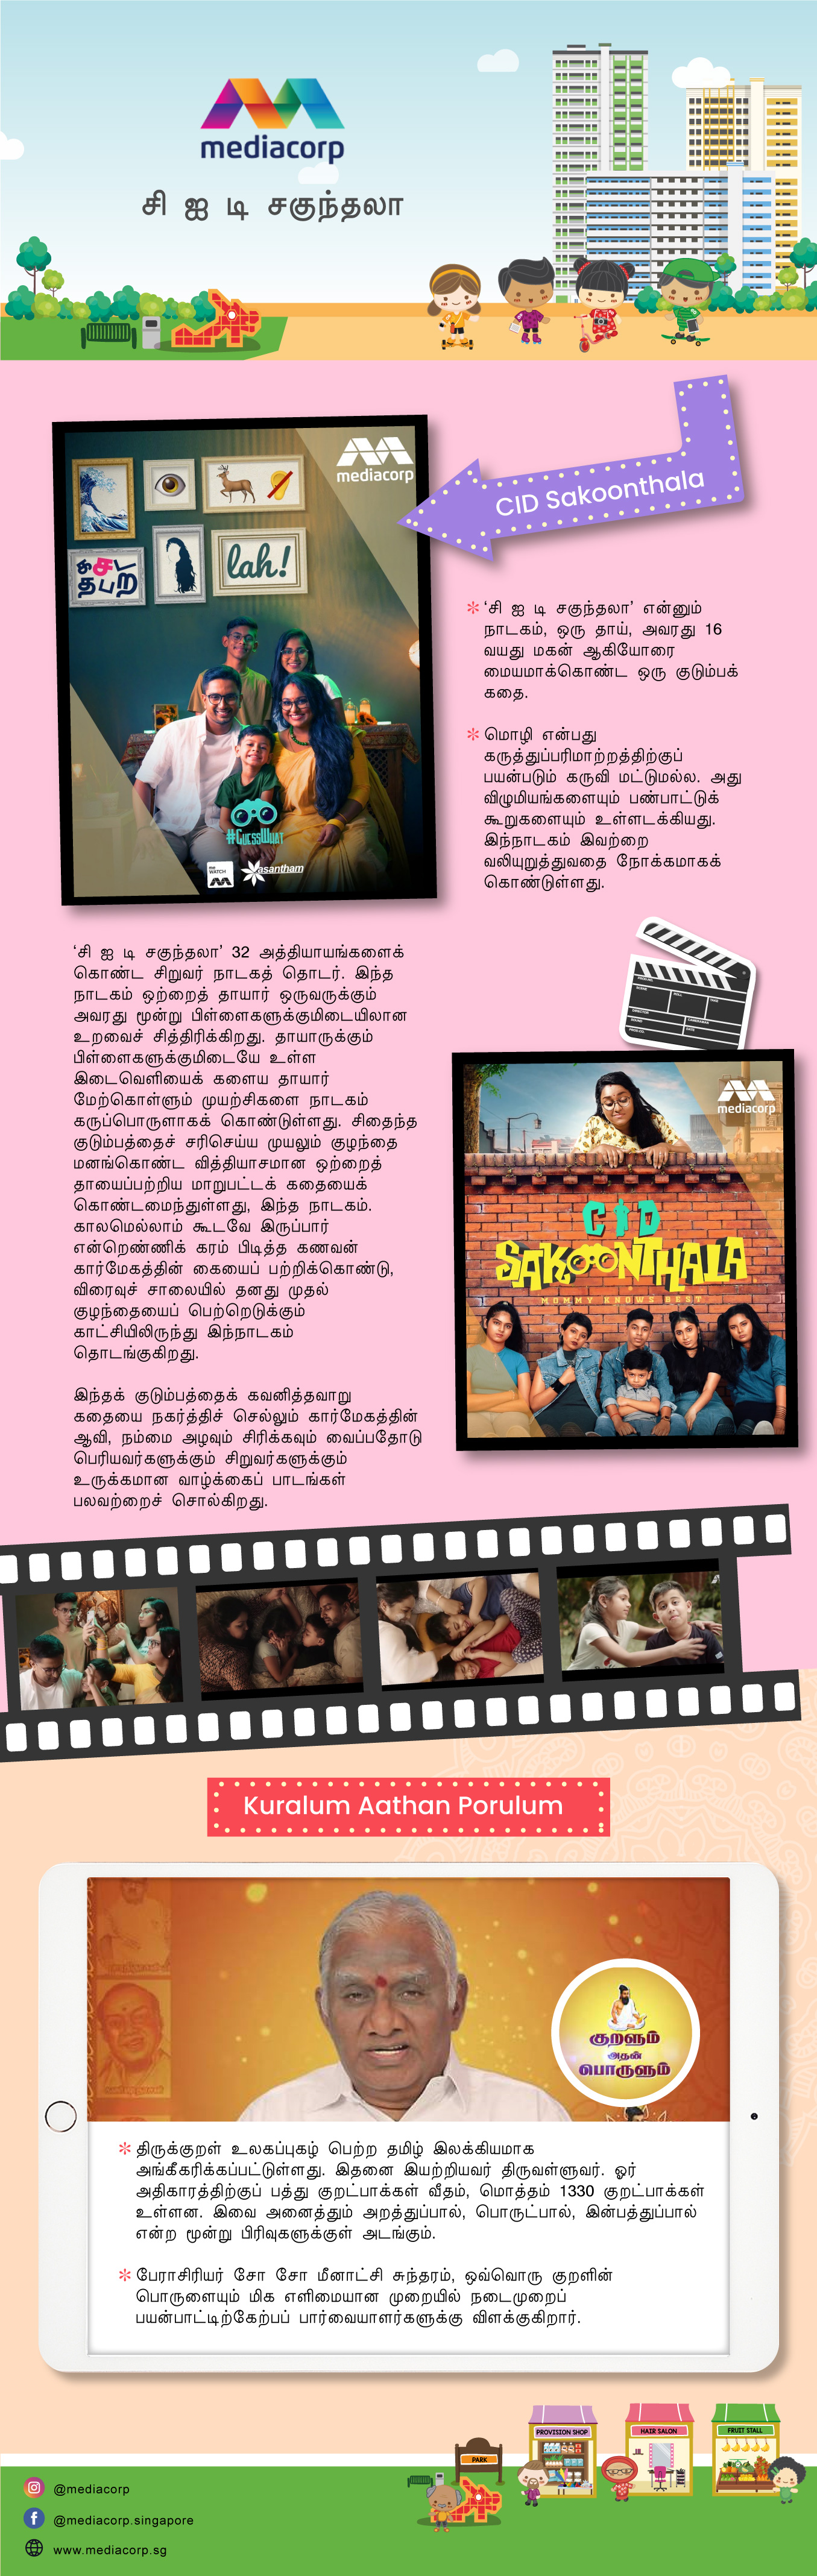 mediacorp
சி ஐ டி சகுந்தலா
CID Sakoonthala
mediacorp
க ச ட
த ப ற
lah!
#GuessWhat
WATCH
Vasantham
‘சி ஐ டி சகுந்தலா’ என்னும்
நாடகம், ஒரு தாய், அவரது 16
வயது மகன் ஆகியோரை
மையமாக்கொண்ட ஒரு குடும்பக்
கதை.
மொழி என்பது
கருத்துப்பரிமாற்றத்திற்குப்
பயன்படும் கருவி மட்டுமல்ல. அது
விழுமியங்களையும் பண்பாட்டுக்
கூறுகளையும் உள்ளடக்கியது.
இந்நாடகம் இவற்றை
வலியுறுத்துவதை நோக்கமாகக்
கொண்டுள்ளது.
‘சி ஐ டி சகுந்தலா’ 32 அத்தியாயங்களைக்
கொண்ட சிறுவர் நாடகத் தொடர். இந்த
நாடகம் ஒற்றைத் தாயார் ஒருவருக்கும்
அவரது மூன்று பிள்ளைகளுக்குமிடையிலான
உறவைச் சித்திரிக்கிறது. தாயாருக்கும்
பிள்ளைகளுக்குமிடையே உள்ள
இடைவெளியைக் களைய தாயார்
மேற்கொள்ளும் முயற்சிகளை நாடகம்
கருப்பொருளாகக் கொண்டுள்ளது. சிதைந்த
குடும்பத்தைச் சரிசெய்ய முயலும் குழந்தை
மனங்கொண்ட வித்தியாசமான ஒற்றைத்
தாயைப்பற்றிய மாறுபட்டக் கதையைக்
கொண்டமைந்துள்ளது, இந்த நாடகம்.
காலமெல்லாம் கூடவே இருப்பார்
என்றெண்ணிக் கரம் பிடித்த கணவன்
கார்மேகத்தின் கையைப் பற்றிக்கொண்டு,
விரைவுச் சாலையில் தனது முதல்
குழந்தையைப் பெற்றெடுக்கும்
காட்சியிலிருந்து இந்நாடகம்
தொடங்குகிறது.
இந்தக் குடும்பத்தைக் கவனித்தவாறு
கதையை நகர்த்திச் செல்லும் கார்மேகத்தின்
ஆவி, நம்மை அழவும் சிரிக்கவும் வைப்பதோடு
பெரியவர்களுக்கும் சிறுவர்களுக்கும்
உருக்கமான வாழ்க்கைப் பாடங்கள்
பலவற்றைச் சொல்கிறது.
mediacorp
CID
SAKOONTHALA
MOMMY KNOWS BEST
Kuralum Aathan Porulum
குறளும்
அதன்
பொருளும்
திருக்குறள் உலகப்புகழ் பெற்ற தமிழ் இலக்கியமாக
அங்கீகரிக்கப்பட்டுள்ளது. இதனை இயற்றியவர் திருவள்ளுவர். ஓர்
அதிகாரத்திற்குப் பத்து குறட்பாக்கள் வீதம், மொத்தம் 1330 குறட்பாக்கள்
உள்ளன. இவை அனைத்தும் அறத்துப்பால், பொருட்பால், இன்பத்துப்பால்
என்ற மூன்று பிரிவுகளுக்குள் அடங்கும்.
பேராசிரியர் சோ சோ மீனாட்சி சுந்தரம், ஒவ்வொரு குறளின்
பொருளையும் மிக எளிமையான முறையில் நடைமுறைப்
பயன்பாட்டிற்கேற்பப் பார்வையாளர்களுக்கு விளக்குகிறார்.
PARK
PROVISION SHOP
HAIR SALON
FRUIT STALL
@mediacorp
@mediacorp.singapore
www.mediacorp.sg